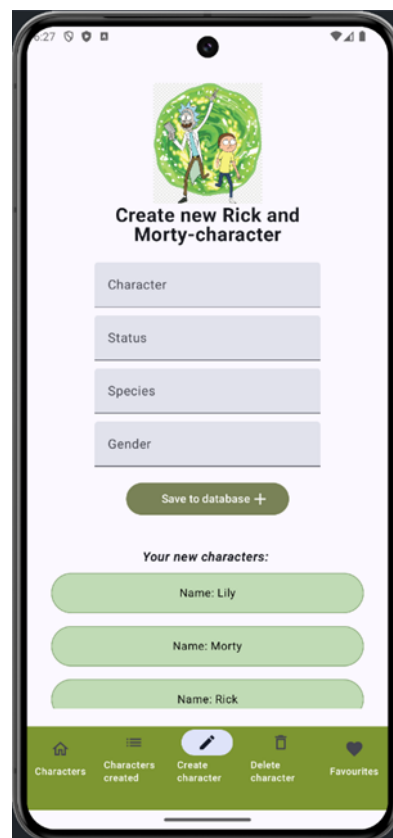 6:27
Create new Rick and
Morty-character
Character
Status
Species
Gender
Save to database +
Your new characters:
Name: Lily
Name: Morty
Name: Rick
Characters
Characters
created
Create
character
Delete
character
Favourites